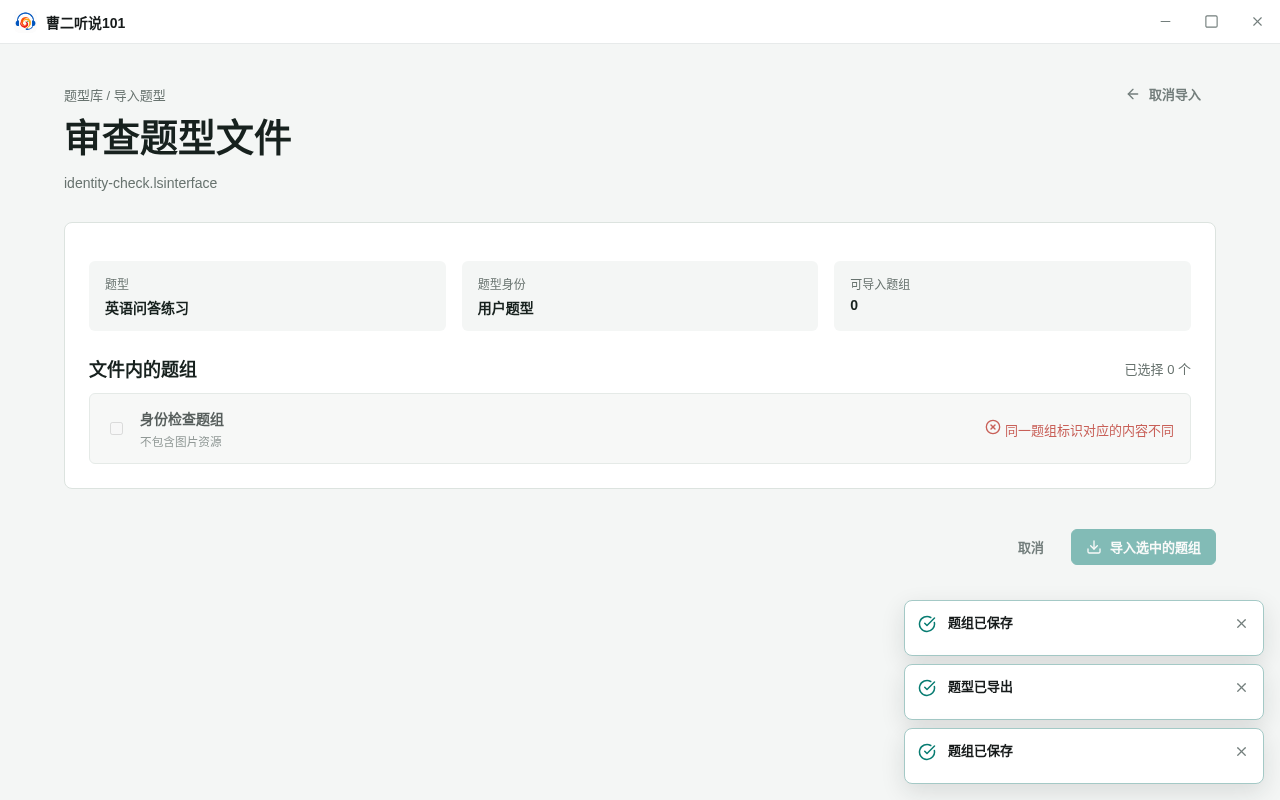 曹二听说101
题型库 / 导入题型
取消导入
审查题型文件
identity-check.lsinterface
题型
英语问答练习
题型身份
用户题型
可导入题组
0
文件内的题组
已选择 0 个
身份检查题组
不包含图片资源
同一题组标识对应的内容不同
取消
导入选中的题组
题组已保存
题型已导出
题组已保存